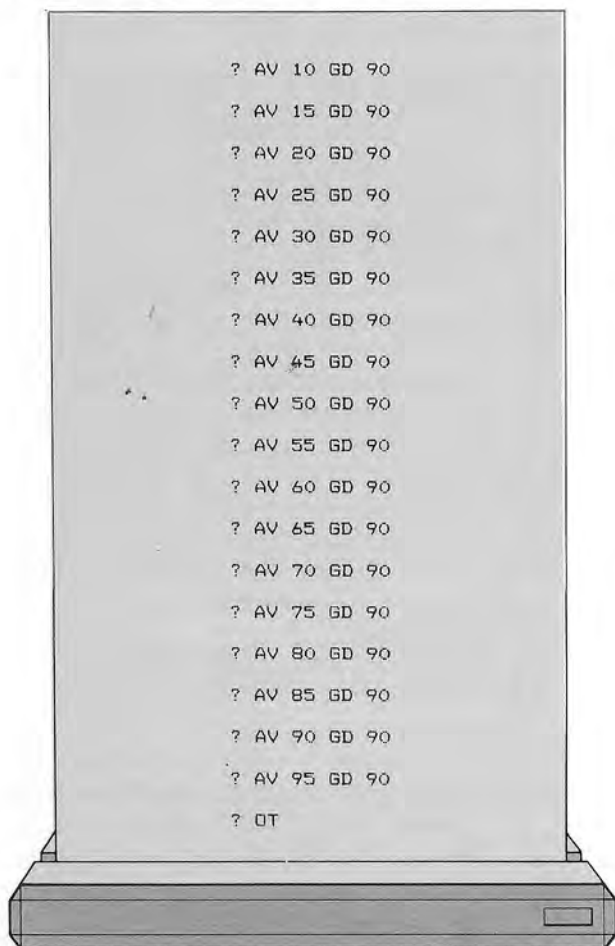 ? AV 10 GD 90
? AV 15 GD 90
? AV 20 GD 90
? AV 25 GD 90
? AV 30 GD 90
? AV 35 GD 90
? AV 40 GD 90
? AV 45 GD 90
? AV 50 GD 90
? AV 55 GD 90
? AV 60 GD 90
? AV 65 GD 90
? AV 70 GD 90
? AV 75 GD 90
? AV 80 GD 90
? AV 85 GD 90
? AV 90 GD 90
? AV 95 GD 90
? OT